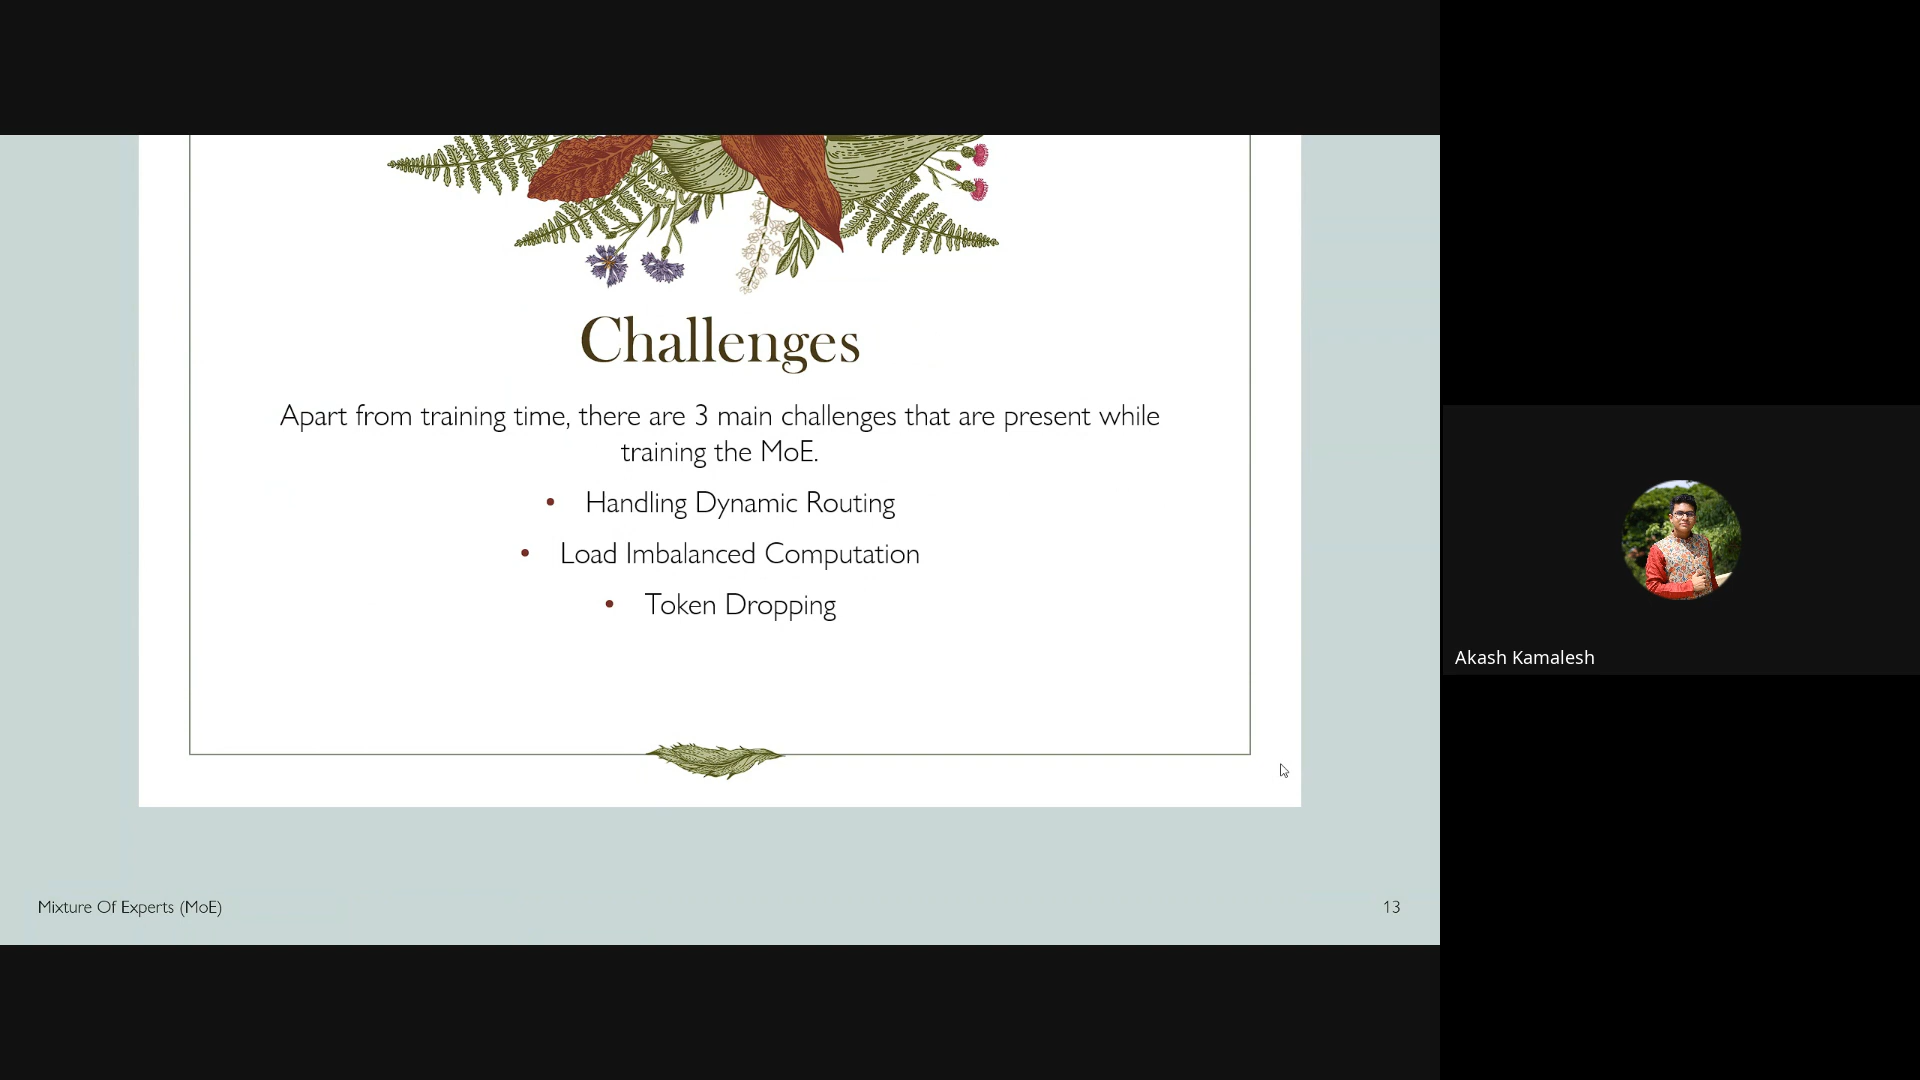 Challenges
Apart from training time, there are 3 main challenges that are present while
training the MoE.
• Handling Dynamic Routing
• Load Imbalanced Computation
• Token Dropping
Akash Kamalesh
Mixture Of Experts (MoE)
13